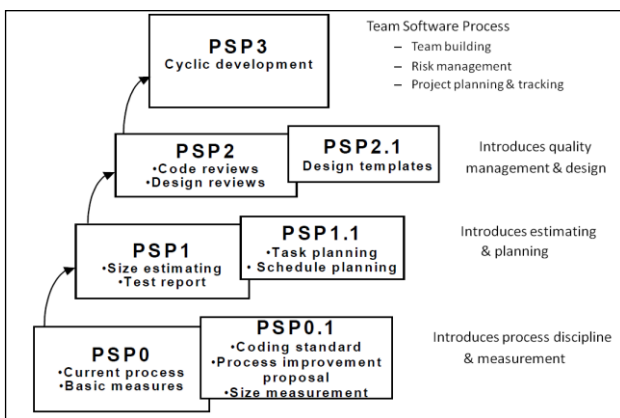 PSP3
Cyclic development
Team Software Process
– Team building
– Risk management
– Project planning & tracking
PSP2
•Code reviews
•Design reviews
PSP2.1
Design templates
Introduces quality
management & design
PSP1
•Size estimating
•Test report
PSP1.1
•Task planning
• Schedule planning
Introduces estimating
& planning
PSP0
•Current process
•Basic measures
PSP0.1
•Coding standard
•Process improvement
proposal
•Size measurement
Introduces process discipline
& measurement